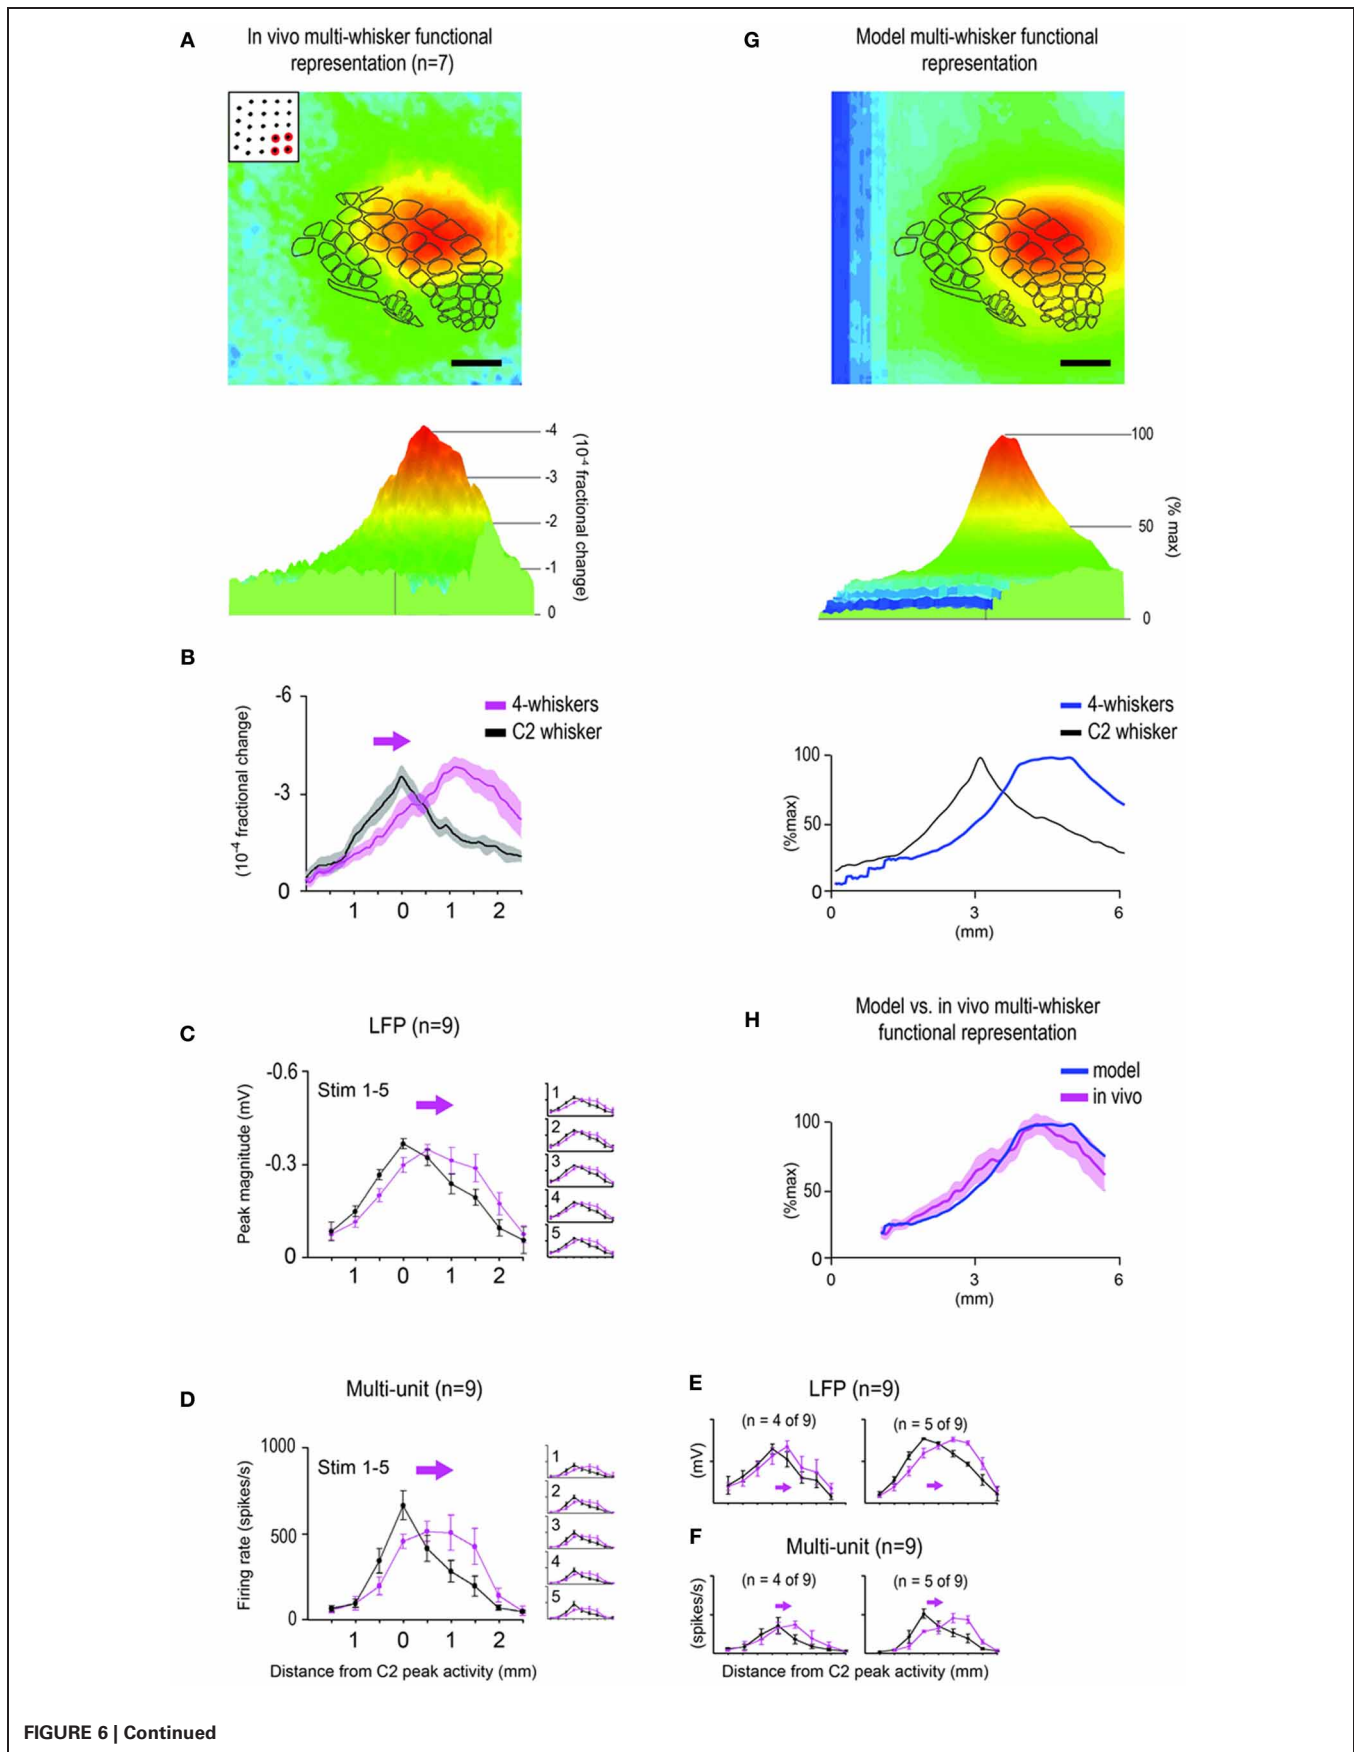 A
In vivo multi-whisker functional
representation (n=7)
-4
-3
-2
-1
0
(10-4 fractional change)
B
4-whiskers
C2 whisker
-6
-3
0
(10-4 fractional change)
1 0 1 2
C
LFP (n=9)
Stim 1-5
-0.6
-0.3
0
Peak magnitude (mV)
1 0 1 2
1
2
3
4
5
D
Multi-unit (n=9)
Stim 1-5
1000
500
0
Firing rate (spikes/s)
1 0 1 2
Distance from C2 peak activity (mm)
1
2
3
4
5
G
Model multi-whisker functional
representation
100
50
0
(% max)
4-whiskers
C2 whisker
100
50
0
(%max)
0 3 6
(mm)
H
Model vs. in vivo multi-whisker
functional representation
model
in vivo
100
50
0
(%max)
0 3 6
(mm)
E
LFP (n=9)
(n = 4 of 9)
(n = 5 of 9)
(mV)
F
Multi-unit (n=9)
(n = 4 of 9)
(n = 5 of 9)
(spikes/s)
Distance from C2 peak activity (mm)
FIGURE 6 | Continued